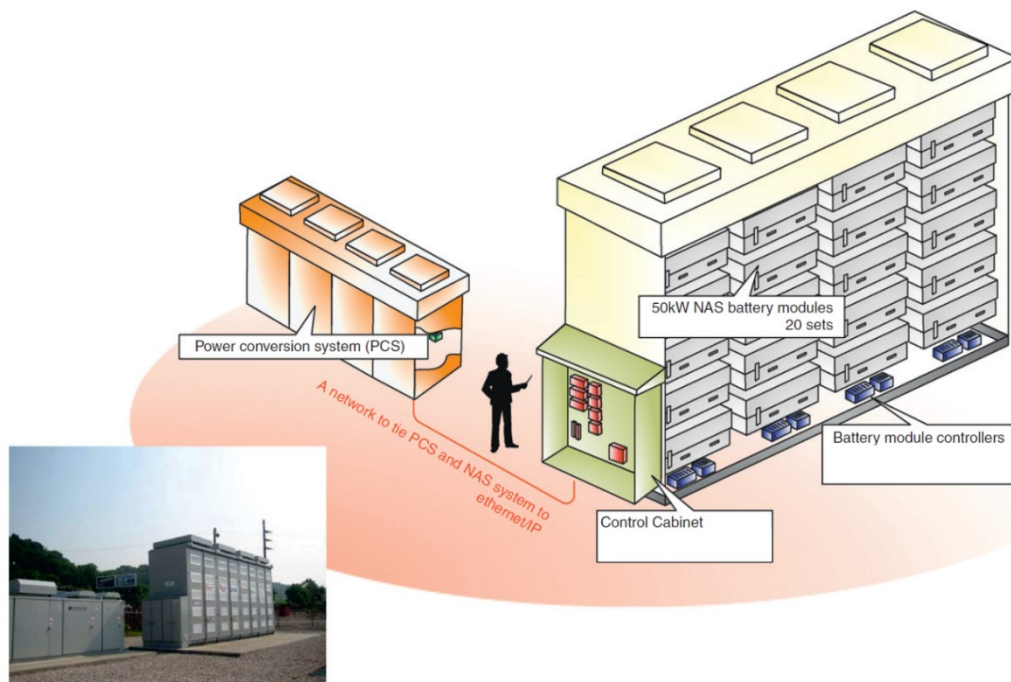 50kW NAS battery modules
20 sets
Power conversion system (PCS)
A network to tie PCS and NAS system to
ethernet/IP
Battery module controllers
Control Cabinet